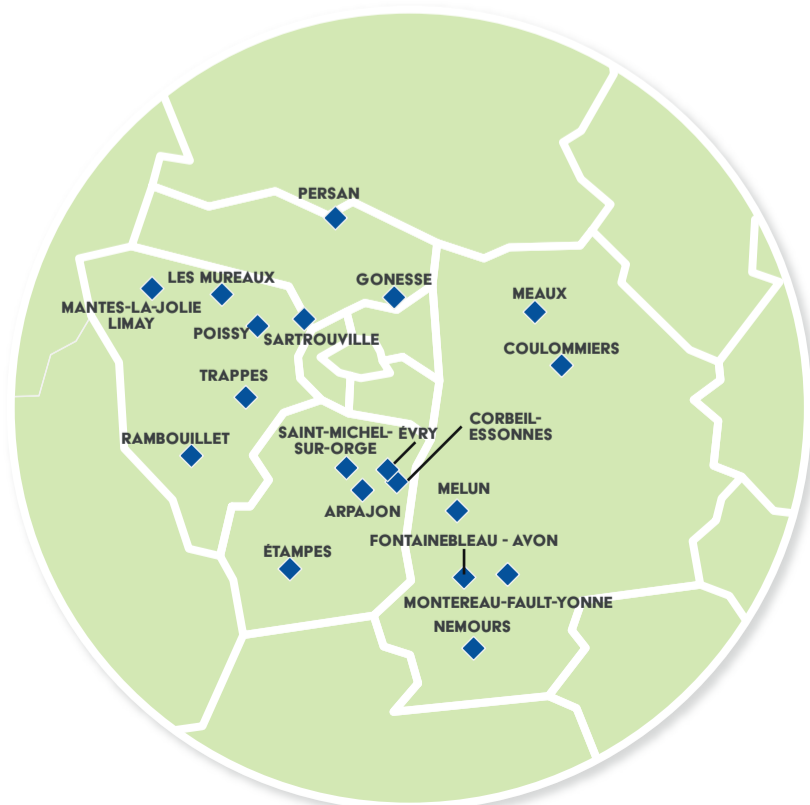 PERSAN
LES MUREAUX
GONESSE
MEAUX
MANTES-LA-JOLIE
LIMAY
POISSY
SARTROUVILLE
COULOMMIERS
TRAPPES
RAMBOUILLET
SAINT-MICHEL-
SUR-ORGE
ÉVRY
CORBEIL-
ESSONNES
MELUN
ARPAJON
FONTAINEBLEAU - AVON
ÉTAMPES
MONTEREAU-FAULT-YONNE
NEMOURS